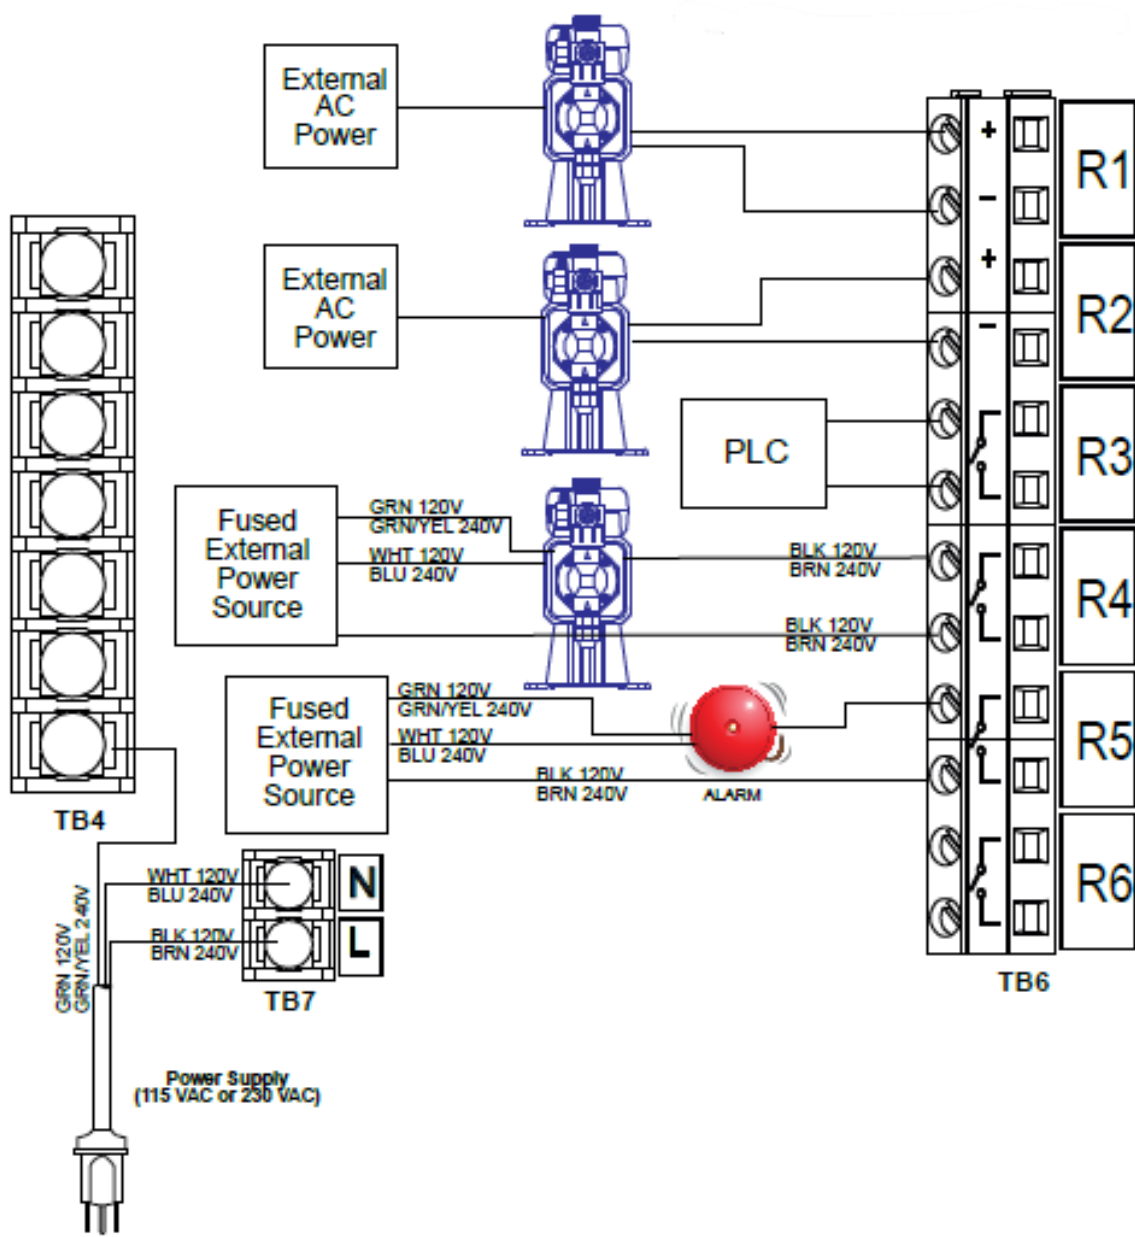 External
AC
Power
+
R1
−
External
AC
Power
+
R2
−
PLC
R3
Fused
External
Power
Source
GRN 120V
GRN/YEL 240V
WHT 120V
BLU 240V
BLK 120V
BRN 240V
R4
BLK 120V
BRN 240V
Fused
External
Power
Source
GRN 120V
GRN/YEL 240V
WHT 120V
BLU 240V
BLK 120V
BRN 240V
ALARM
R5
TB4
R6
WHT 120V
BLU 240V
N
BLK 120V
BRN 240V
L
GRN 120V
GRN/YEL 240V
TB7
TB6
Power Supply
(115 VAC or 230 VAC)